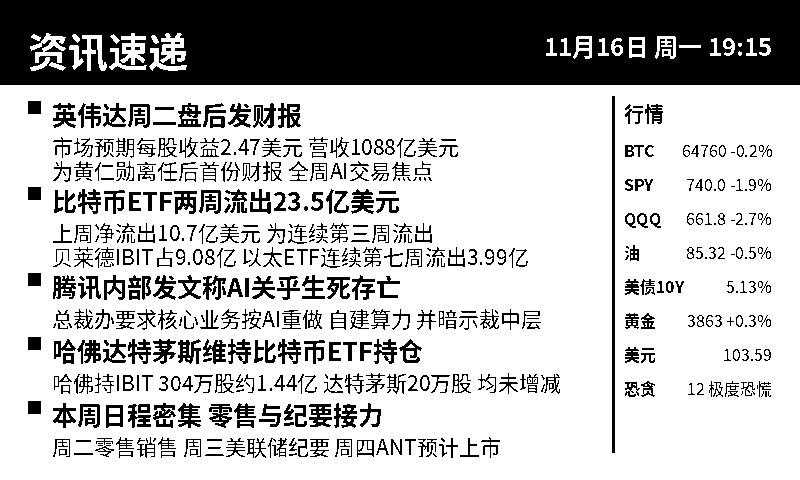 资讯速递
11月16日 周一 19:15
英伟达周二盘后发财报
市场预期每股收益2.47美元 营收1088亿美元
为黄仁勋离任后首份财报 全周AI交易焦点
比特币ETF两周流出23.5亿美元
上周净流出10.7亿美元 为连续第三周流出
贝莱德IBIT占9.08亿 以太ETF连续第七周流出3.99亿
腾讯内部发文称AI关乎生死存亡
总裁办要求核心业务按AI重做 自建算力 并暗示裁中层
哈佛达特茅斯维持比特币ETF持仓
哈佛持IBIT 304万股约1.44亿 达特茅斯20万股 均未增减
本周日程密集 零售与纪要接力
周二零售销售 周三美联储纪要 周四ANT预计上市
行情
BTC 64760 -0.2%
SPY 740.0 -1.9%
QQQ 661.8 -2.7%
油 85.32 -0.5%
美债10Y 5.13%
黄金 3863 +0.3%
美元 103.59
恐贪 12 极度恐慌